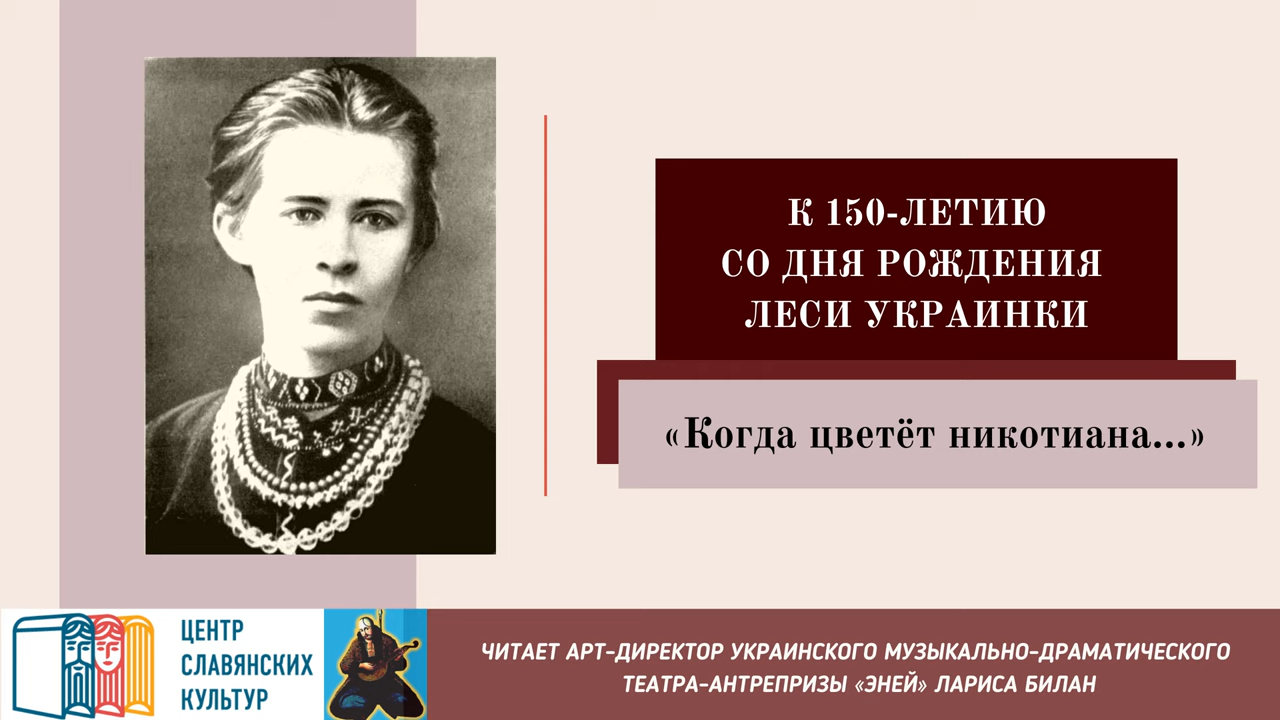 К 150-ЛЕТИЮ
СО ДНЯ РОЖДЕНИЯ
ЛЕСИ УКРАИНКИ
«Когда цветёт никотиана...»
ЦЕНТР
СЛАВЯНСКИХ
КУЛЬТУР
ЧИТАЕТ АРТ-ДИРЕКТОР УКРАИНСКОГО МУЗЫКАЛЬНО-ДРАМАТИЧЕСКОГО
ТЕАТРА-АНТРЕПРИЗЫ «ЭНЕЙ» ЛАРИСА БИЛАН